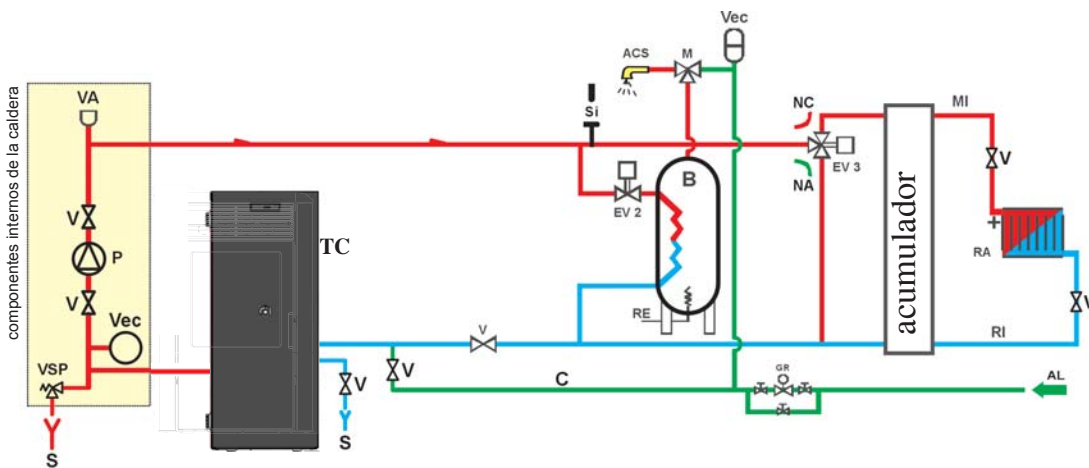 componentes internos de la caldera
VA
V
P
V
Vec
VSP
S
TC
V
S
V
C
V
Si
EV 2
ACS
M
Vec
B
RE
NC
NA
EV 3
GR
AL
acumulador
MI
V
RA
RI
V